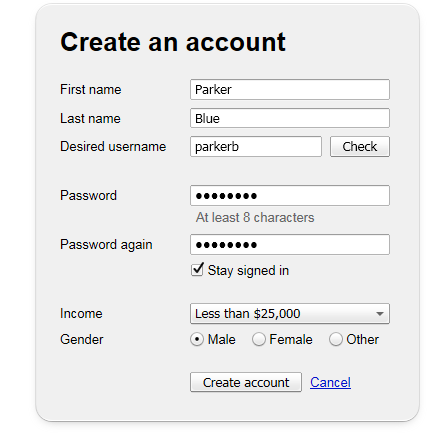 Create an account
First name Parker
Last name Blue
Desired username parkerb Check
Password ●●●●●●●●
At least 8 characters
Password again ●●●●●●●●
Stay signed in
Income Less than $25,000
Gender Male Female Other
Create account Cancel